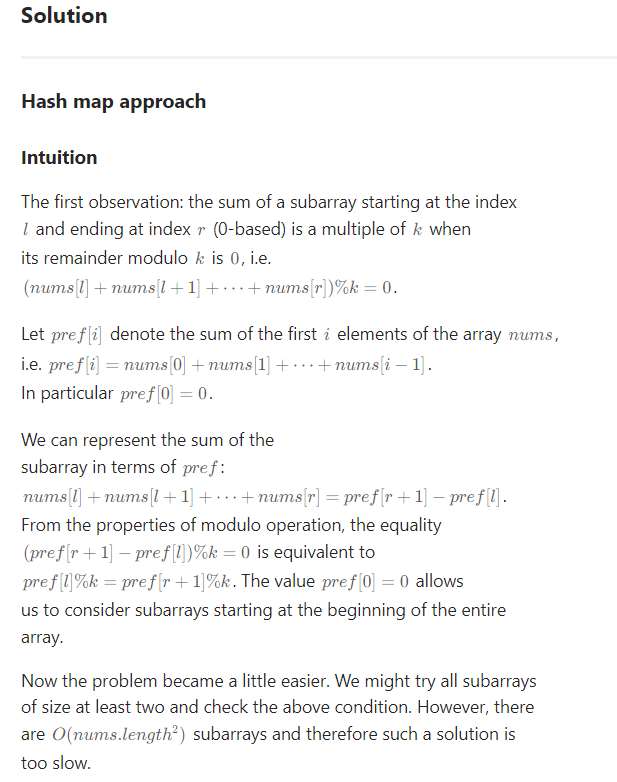 Solution
Hash map approach
Intuition
The first observation: the sum of a subarray starting at the index
l and ending at index r (0-based) is a multiple of k when
its remainder modulo k is 0, i.e.
(nums[l] + nums[l + 1] + ··· + nums[r])%k = 0.
Let pref[i] denote the sum of the first i elements of the array nums,
i.e. pref[i] = nums[0] + nums[1] + ··· + nums[i − 1].
In particular pref[0] = 0.
We can represent the sum of the
subarray in terms of pref:
nums[l] + nums[l + 1] + ··· + nums[r] = pref[r + 1] − pref[l].
From the properties of modulo operation, the equality
(pref[r + 1] − pref[l])%k = 0 is equivalent to
pref[l]%k = pref[r + 1]%k. The value pref[0] = 0 allows
us to consider subarrays starting at the beginning of the entire
array.
Now the problem became a little easier. We might try all subarrays
of size at least two and check the above condition. However, there
are O(nums.length²) subarrays and therefore such a solution is
too slow.